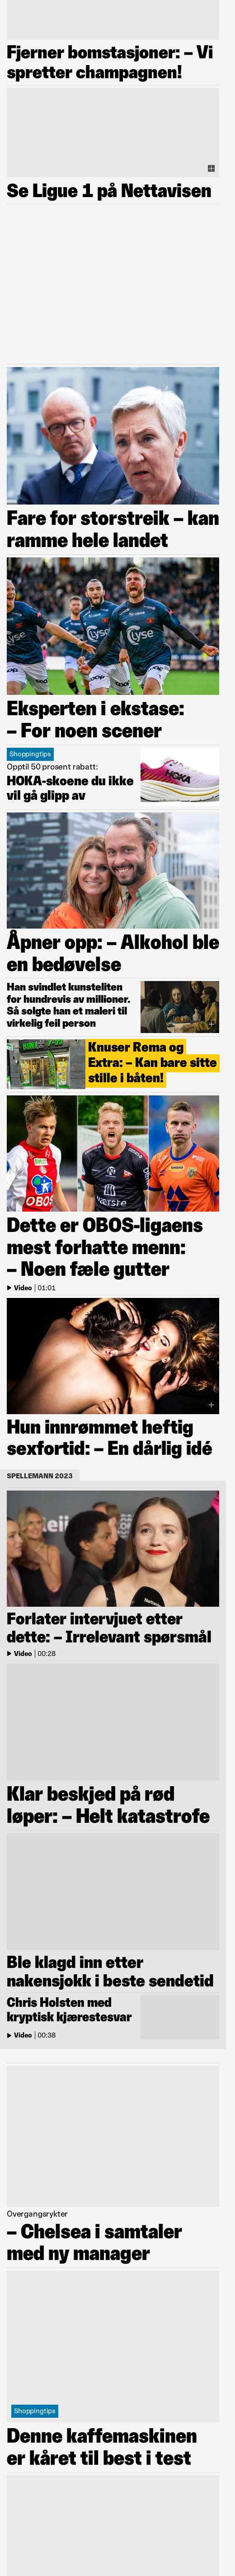 Fjerner bomstasjoner: – Vi
spretter champagnen!
Se Ligue 1 på Nettavisen
Fare for storstreik – kan
ramme hele landet
Clyse
Clyse
Eksperten i ekstase:
– For noen scener
Shoppingtips
Opptil 50 prosent rabatt:
HOKA-skoene du ikke
vil gå glipp av
HOKA
Åpner opp: – Alkohol ble
en bedøvelse
Han svindlet kunsteliten
for hundrevis av millioner.
Så solgte han et maleri til
virkelig feil person
Knuser Rema og
Extra: – Kan bare sitte
stille i båten!
OBOS
Dette er OBOS-ligaens
mest forhatte menn:
– Noen fæle gutter
Video | 01:01
Hun innrømmet heftig
sexfortid: – En dårlig idé
SPELLEMANN 2023
Forlater intervjuet etter
dette: – Irrelevant spørsmål
Video | 00:28
Klar beskjed på rød
løper: – Helt katastrofe
Ble klagd inn etter
nakensjokk i beste sendetid
Chris Holsten med
kryptisk kjærestesvar
Video | 00:38
Overgangsrykter
– Chelsea i samtaler
med ny manager
Shoppingtips
Denne kaffemaskinen
er kåret til best i test